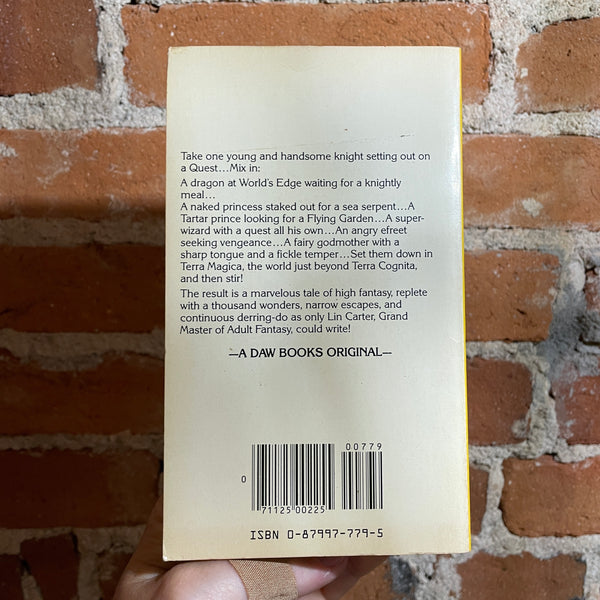 Take one young and handsome knight setting out on
a Quest...Mix in:
A dragon at World's Edge waiting for a knightly
meal...
A naked princess staked out for a sea serpent...A
Tartar prince looking for a Flying Garden...A super-
wizard with a quest all his own...An angry efreet
seeking vengeance...A fairy godmother with a
sharp tongue and a fickle temper...Set them down in
Terra Magica, the world just beyond Terra Cognita,
and then stir!
The result is a marvelous tale of high fantasy, replete
with a thousand wonders, narrow escapes, and
continuous derring-do as only Lin Carter, Grand
Master of Adult Fantasy, could write!
—A DAW BOOKS ORIGINAL—
00779
0
71125 00225
ISBN 0-87997-779-5